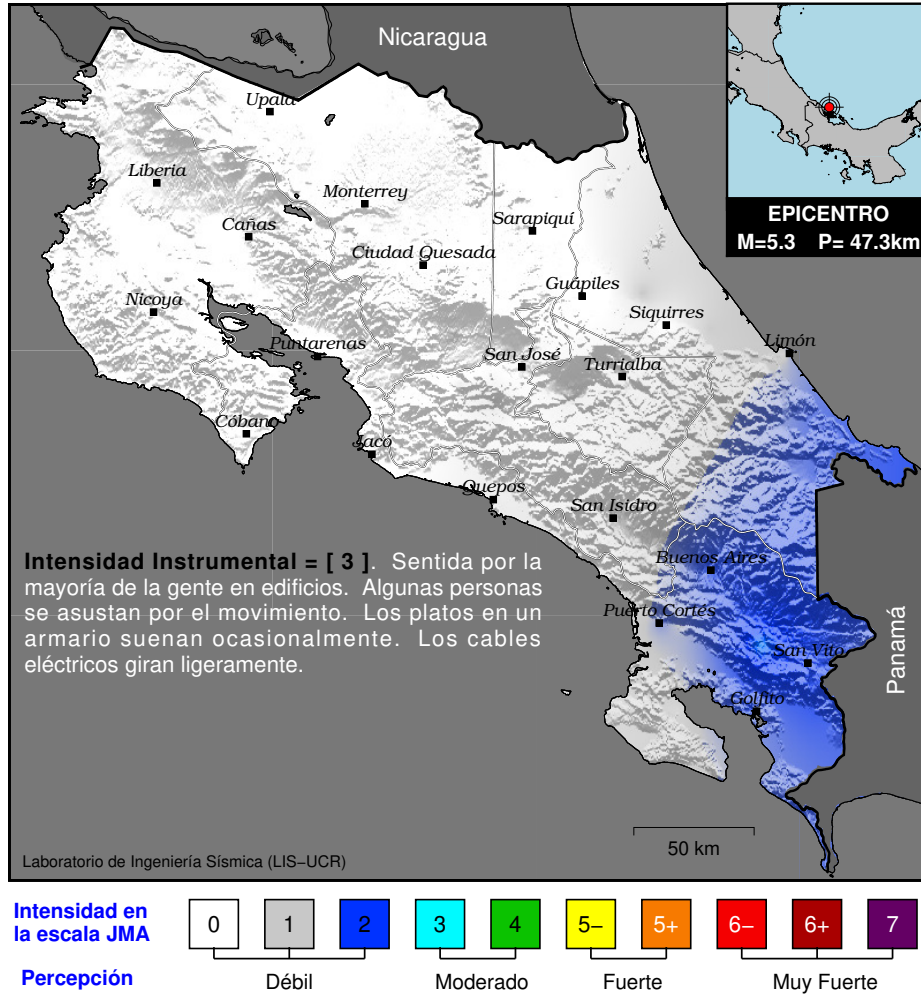 Nicaragua
Upala
Liberia
Monterrey
Cañas
Sarapiquí
Ciudad Quesada
EPICENTRO
M=5.3 P= 47.3km
Nicoya
Guápiles
Siquirres
Puntarenas
San José
Limón
Turrialba
Cóbano
Jacó
Quepos
San Isidro
Intensidad Instrumental = [ 3 ]. Sentida por la
mayoría de la gente en edificios. Algunas personas
se asustan por el movimiento. Los platos en un
armario suenan ocasionalmente. Los cables
eléctricos giran ligeramente.
Buenos Aires
Puerto Cortés
San Vito
Panamá
Golfito
50 km
Laboratorio de Ingeniería Sísmica (LIS−UCR)
Intensidad en
la escala JMA
0 1 2 3 4 5− 5+ 6− 6+ 7
Percepción
Débil Moderado Fuerte Muy Fuerte